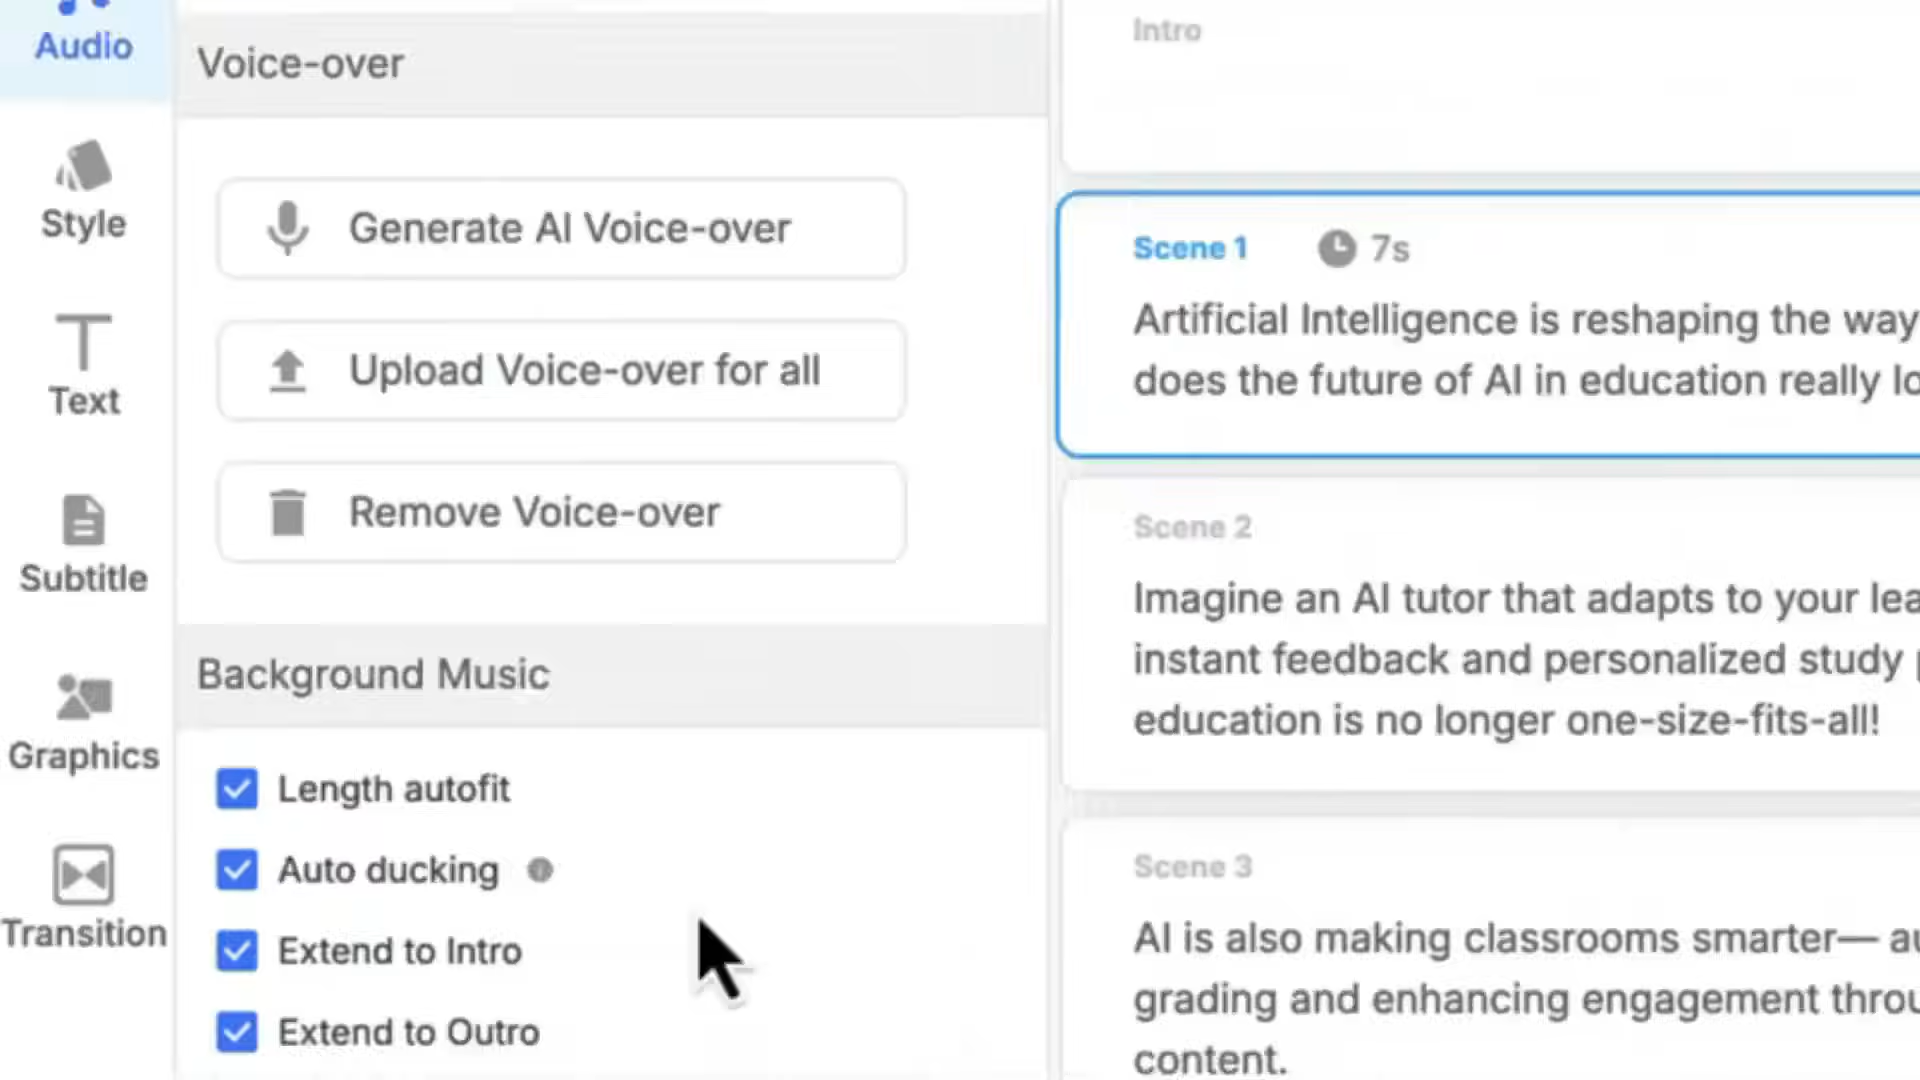 Audio
Style
Text
Subtitle
Graphics
Transition
Voice-over
Generate AI Voice-over
Upload Voice-over for all
Remove Voice-over
Background Music
Length autofit
Auto ducking
Extend to Intro
Extend to Outro
Intro
Scene 1 7s
Artificial Intelligence is reshaping the way
does the future of AI in education really lo
Scene 2
Imagine an AI tutor that adapts to your lea
instant feedback and personalized study p
education is no longer one-size-fits-all!
Scene 3
AI is also making classrooms smarter— au
grading and enhancing engagement throu
content.